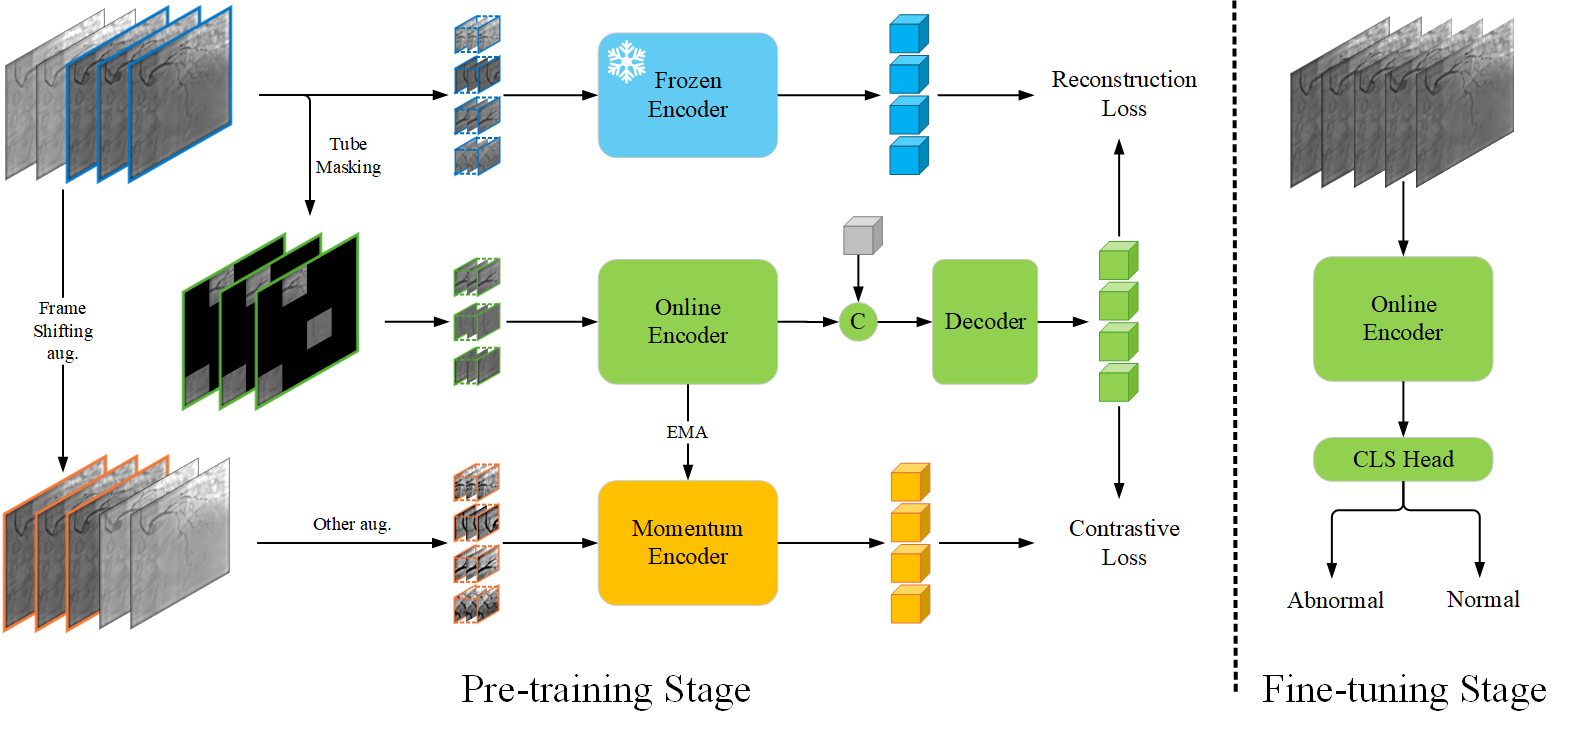 Frozen
Encoder
Reconstruction
Loss
Tube
Masking
Frame
Shifting
aug.
Online
Encoder
C
Decoder
EMA
Other aug.
Momentum
Encoder
Contrastive
Loss
Pre-training Stage
Online
Encoder
CLS Head
Abnormal
Normal
Fine-tuning Stage